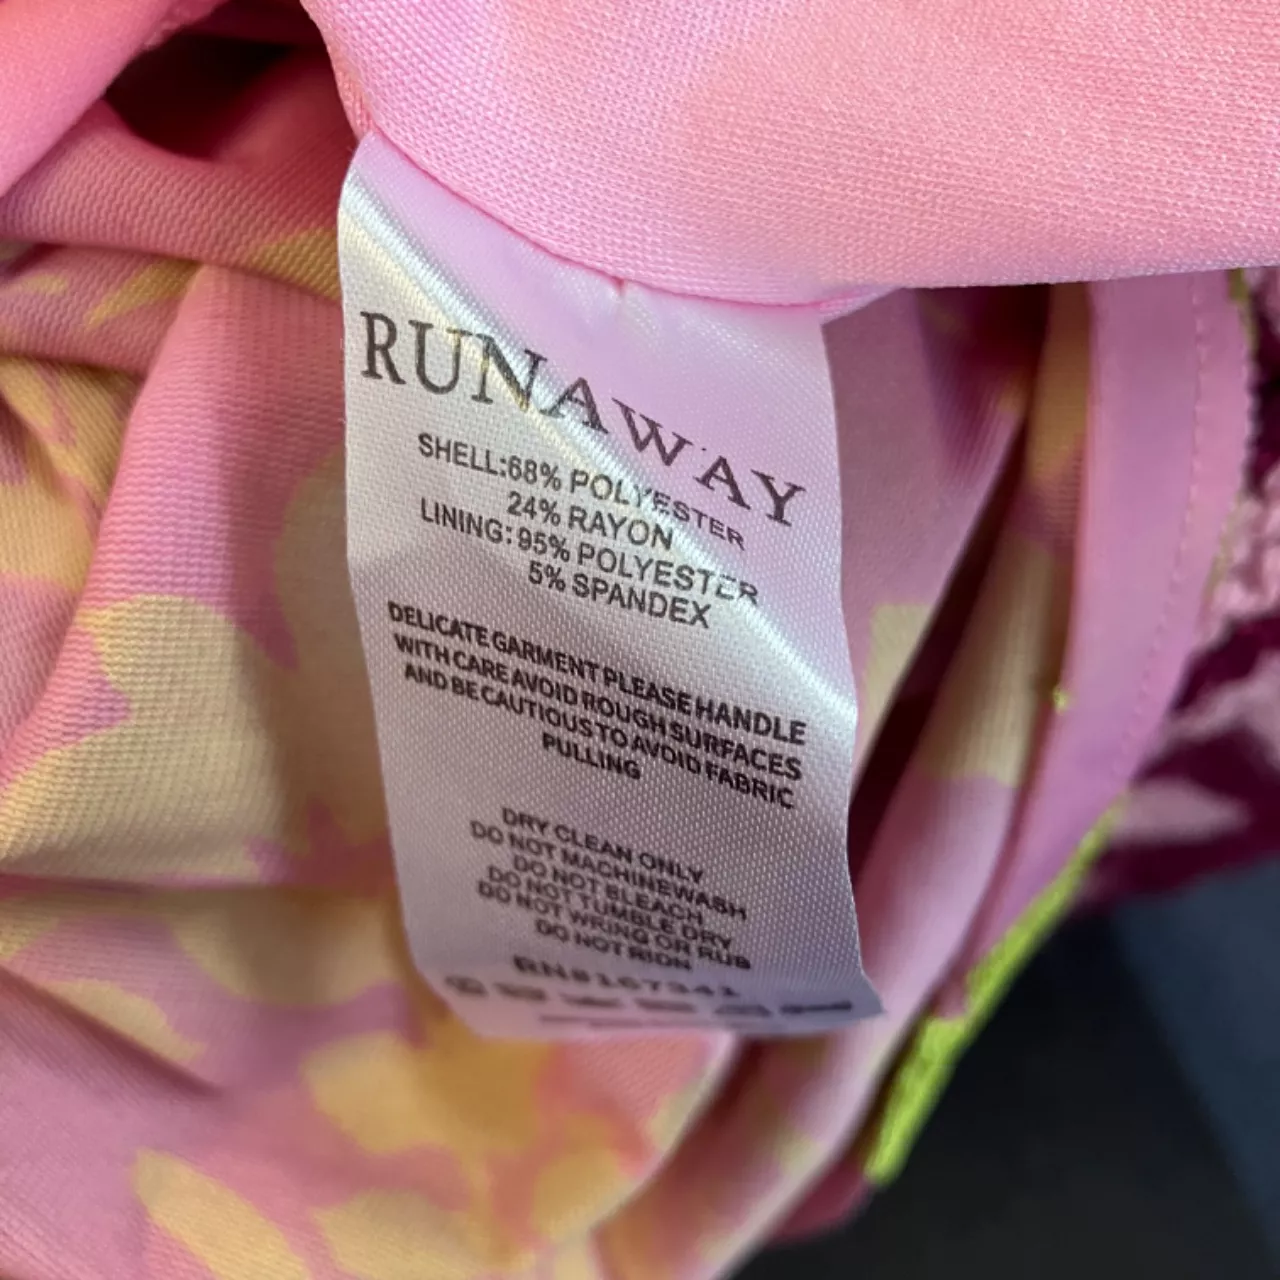 RUNAWAY
SHELL:68% POLYESTER
24% RAYON
LINING:95% POLYESTER
5% SPANDEX
DELICATE GARMENT PLEASE HANDLE
WITH CARE AVOID ROUGH SURFACES
AND BE CAUTIOUS TO AVOID FABRIC
PULLING
DRY CLEAN ONLY
DO NOT MACHINEWASH
DO NOT BLEACH
DO NOT TUMBLE DRY
DO NOT WRING OR RUB
DO NOT RION